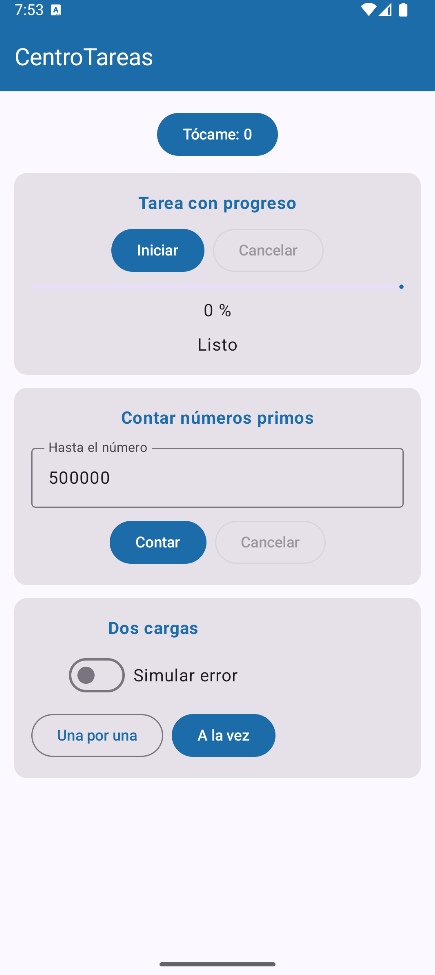 7:53 A
CentroTareas
Tócame: 0
Tarea con progreso
Iniciar Cancelar
0 %
Listo
Contar números primos
Hasta el número
500000
Contar Cancelar
Dos cargas
Simular error
Una por una A la vez